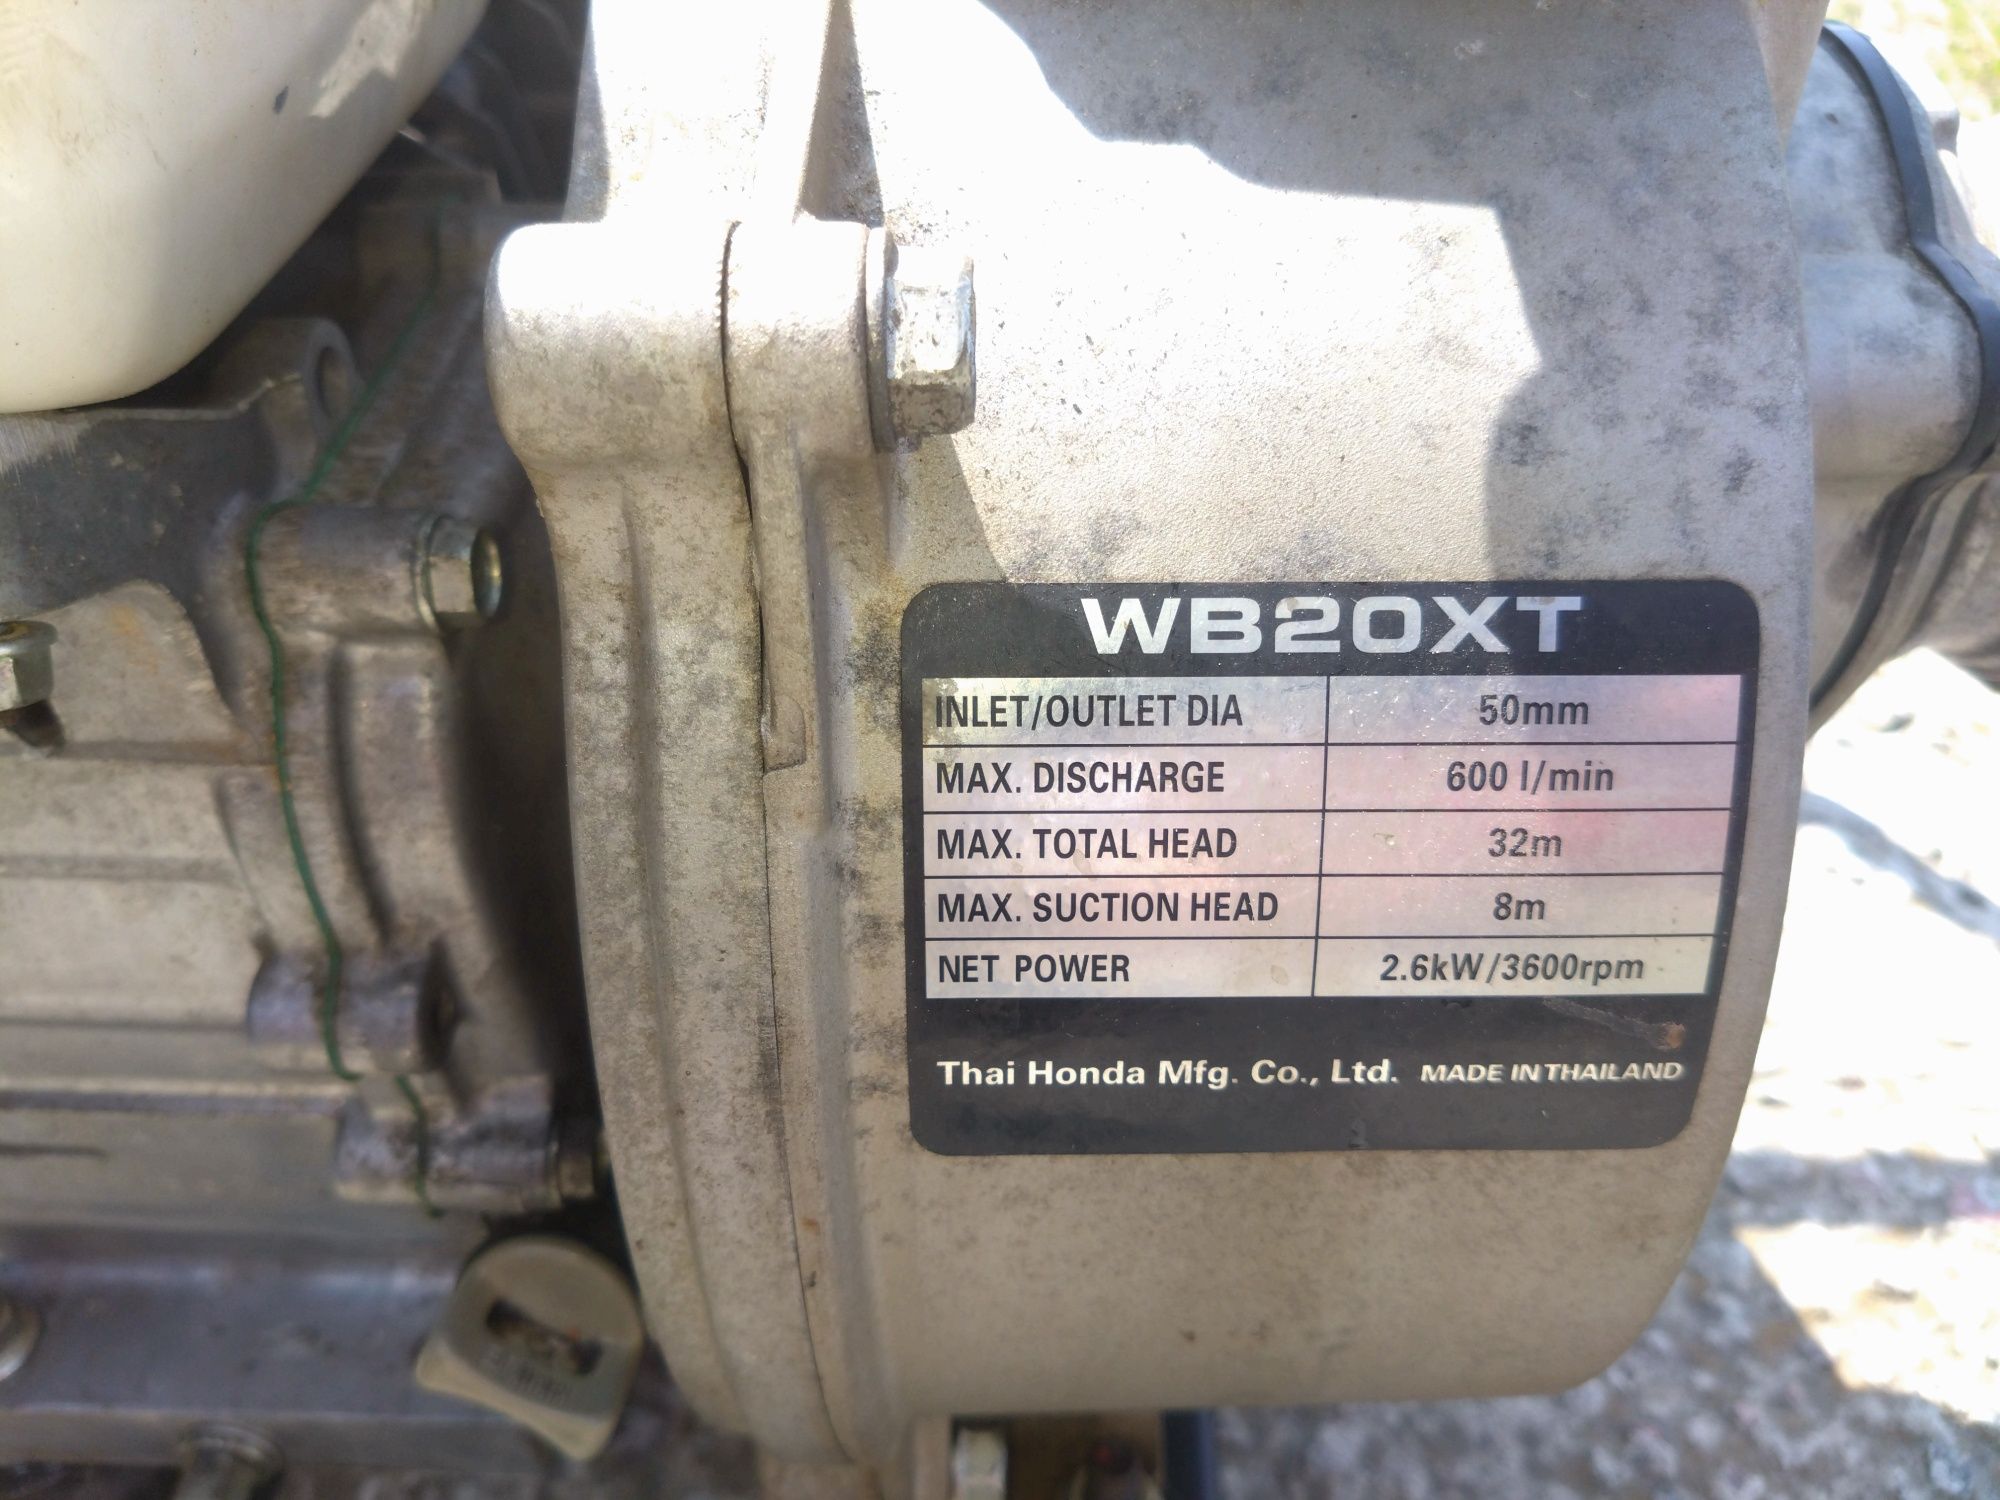 WB20XT
INLET/OUTLET DIA 50mm
MAX. DISCHARGE 600 l/min
MAX. TOTAL HEAD 32m
MAX. SUCTION HEAD 8m
NET POWER 2.6kW/3600rpm
Thai Honda Mfg. Co., Ltd. MADE IN THAILAND